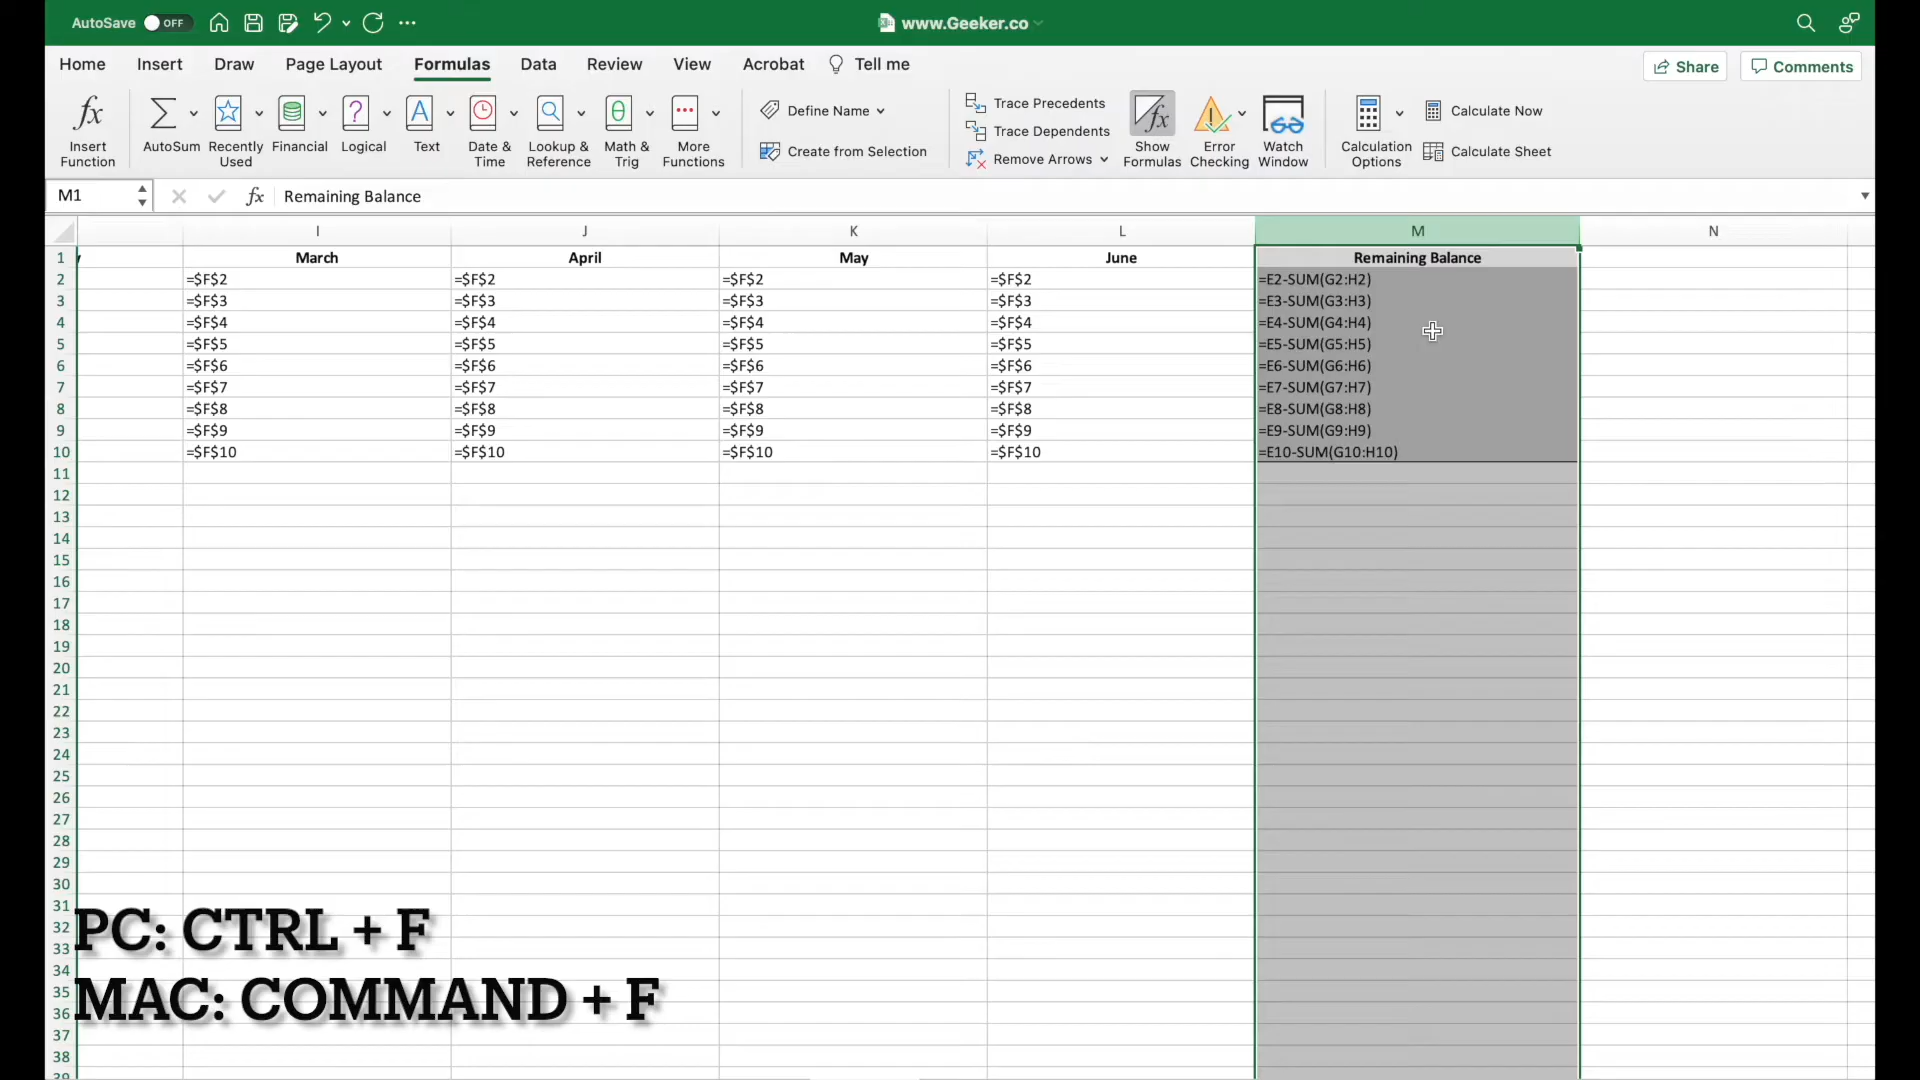 AutoSave OFF www.Geeker.co
Home Insert Draw Page Layout Formulas Data Review View Acrobat Tell me Share Comments
Insert Function AutoSum Recently Used Financial Logical Text Date & Time Lookup & Reference Math & Trig More Functions
Define Name
Create from Selection
Trace Precedents
Trace Dependents
Remove Arrows
Show Formulas Error Checking Watch Window Calculation Options
Calculate Now
Calculate Sheet
M1 fx Remaining Balance
I J K L M N
1 March April May June Remaining Balance
2 =$F$2 =$F$2 =$F$2 =$F$2 =E2-SUM(G2:H2)
3 =$F$3 =$F$3 =$F$3 =$F$3 =E3-SUM(G3:H3)
4 =$F$4 =$F$4 =$F$4 =$F$4 =E4-SUM(G4:H4)
5 =$F$5 =$F$5 =$F$5 =$F$5 =E5-SUM(G5:H5)
6 =$F$6 =$F$6 =$F$6 =$F$6 =E6-SUM(G6:H6)
7 =$F$7 =$F$7 =$F$7 =$F$7 =E7-SUM(G7:H7)
8 =$F$8 =$F$8 =$F$8 =$F$8 =E8-SUM(G8:H8)
9 =$F$9 =$F$9 =$F$9 =$F$9 =E9-SUM(G9:H9)
10 =$F$10 =$F$10 =$F$10 =$F$10 =E10-SUM(G10:H10)
11
12
13
14
15
16
17
18
19
20
21
22
23
24
25
26
27
28
29
30
31
32
33
34
35
36
37
38
39
PC: CTRL + F
MAC: COMMAND + F